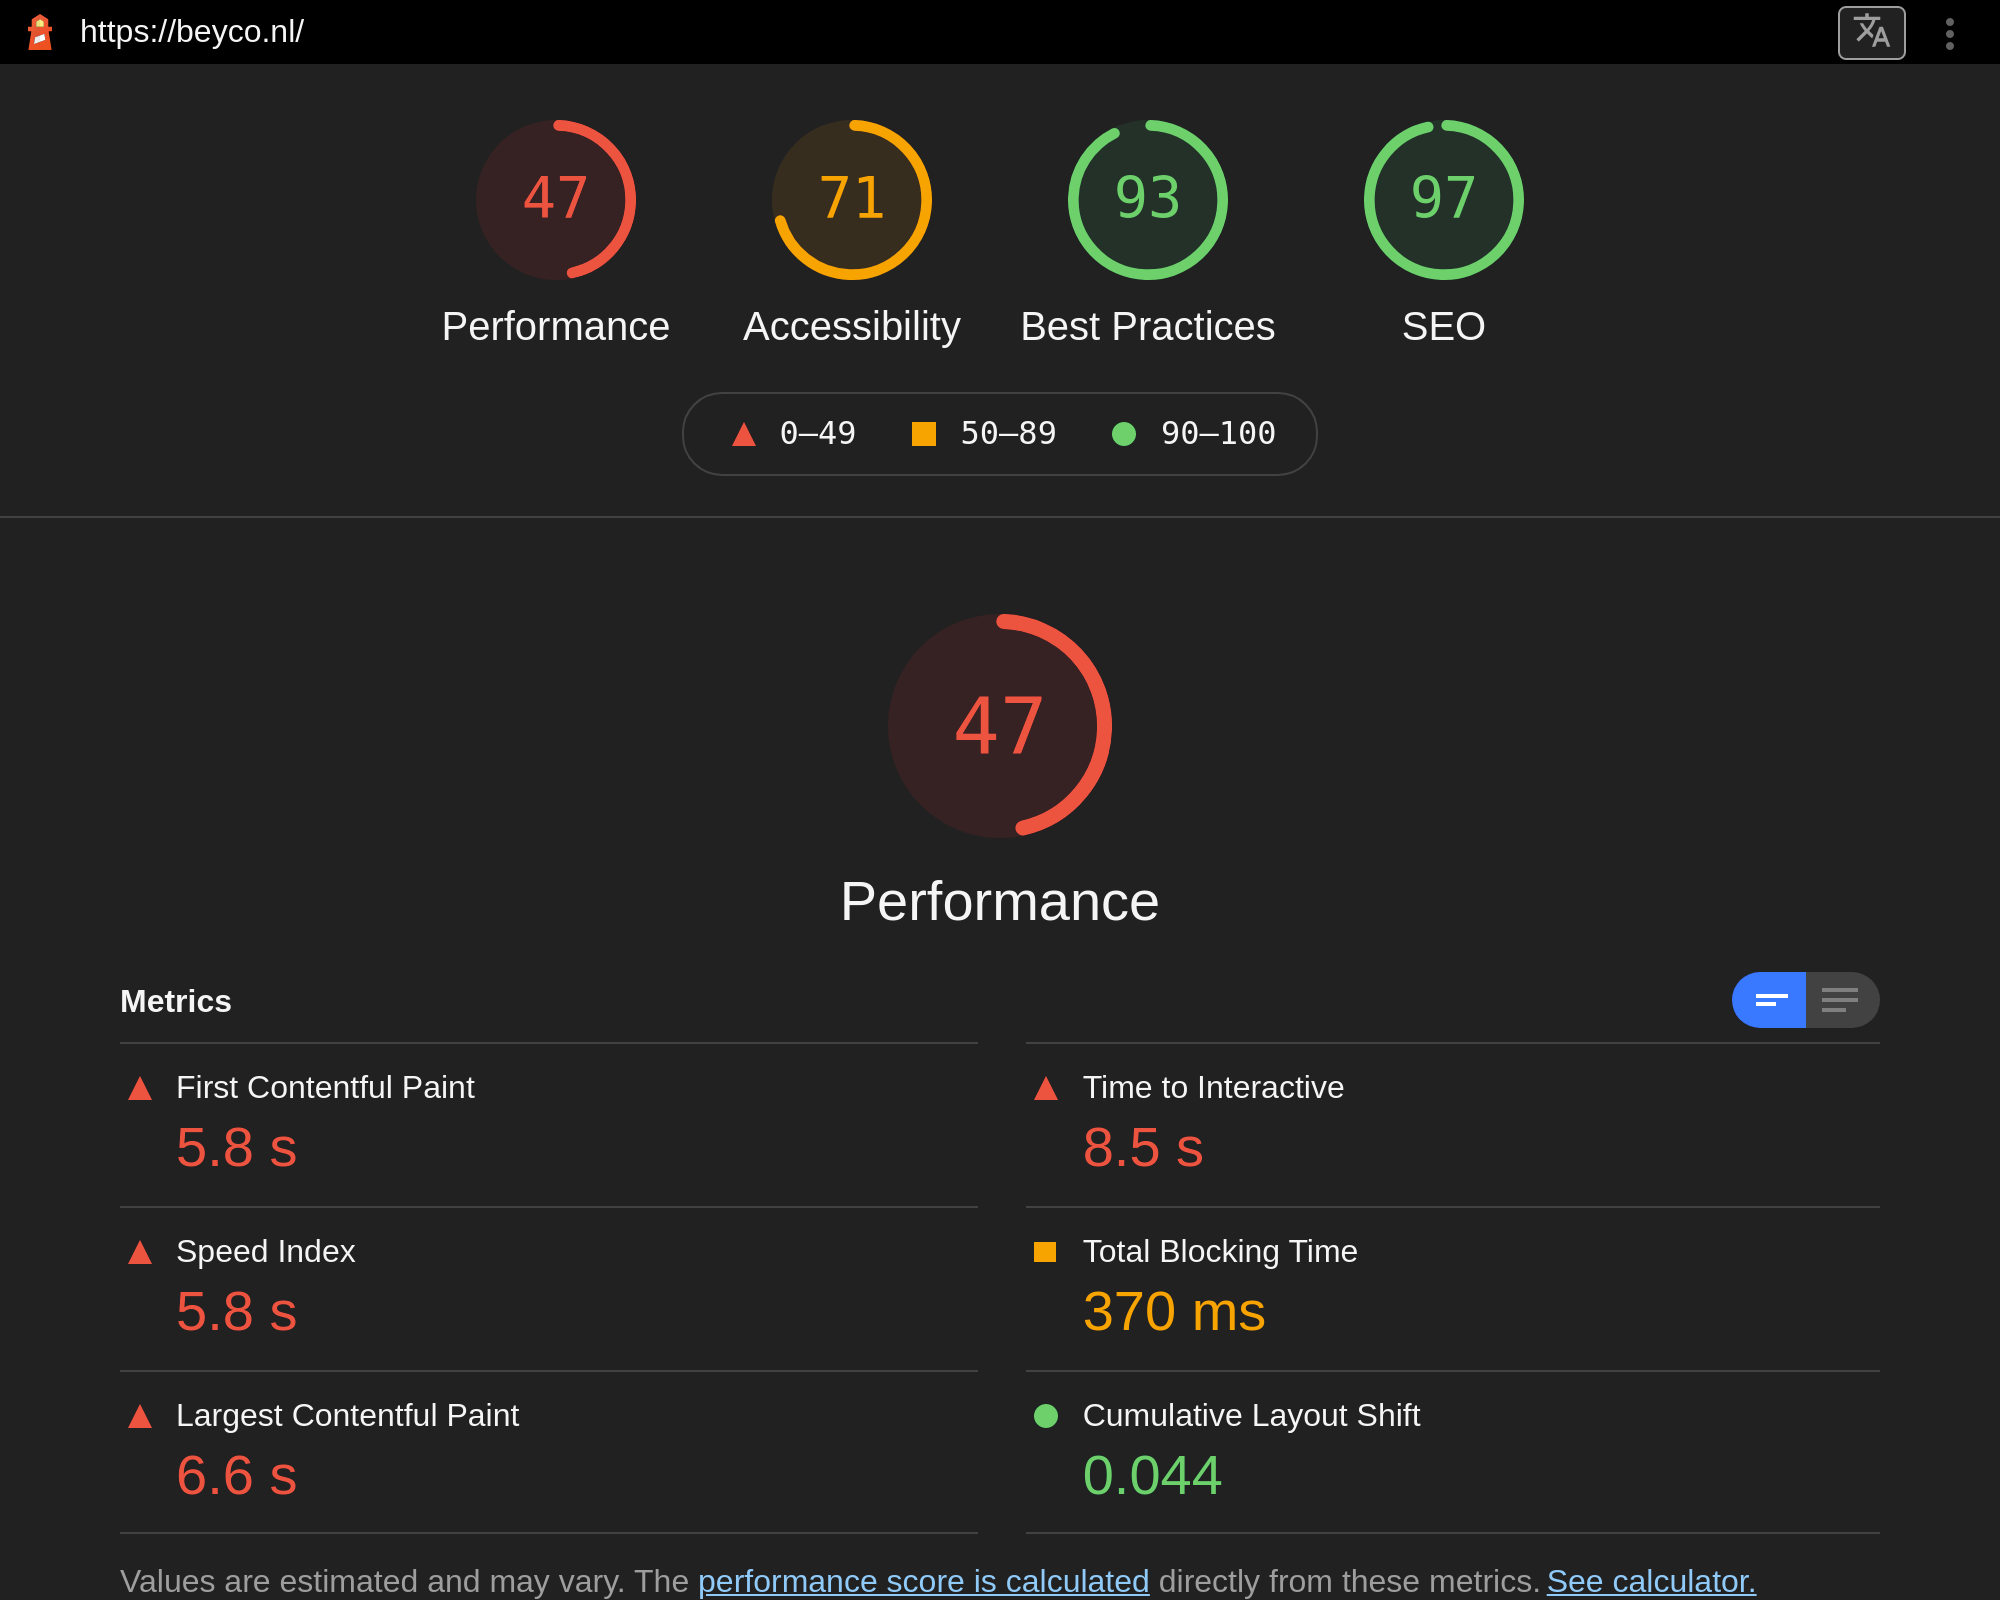 https://beyco.nl/
47 71 93 97
Performance Accessibility Best Practices SEO
0–49 50–89 90–100
47
Performance
Metrics
First Contentful Paint
5.8 s
Time to Interactive
8.5 s
Speed Index
5.8 s
Total Blocking Time
370 ms
Largest Contentful Paint
6.6 s
Cumulative Layout Shift
0.044
Values are estimated and may vary. The performance score is calculated directly from these metrics. See calculator.